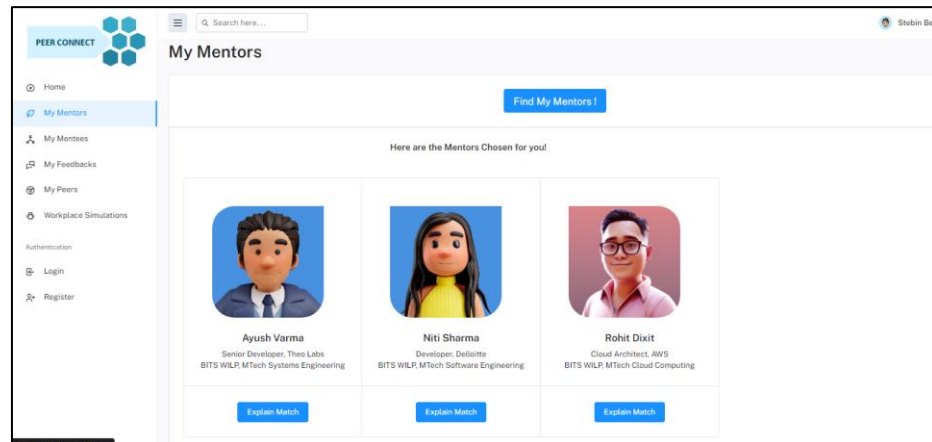 PEER CONNECT
Search here...
Stebin Be
Home
My Mentors
My Mentees
My Feedbacks
My Peers
Workplace Simulations
Authentication
Login
Register
My Mentors
Find My Mentors !
Here are the Mentors Chosen for you!
Ayush Varma
Senior Developer, Theo Labs
BITS WILP, MTech Systems Engineering
Explain Match
Niti Sharma
Developer, Delloitte
BITS WILP, MTech Software Engineering
Explain Match
Rohit Dixit
Cloud Architect, AWS
BITS WILP, MTech Cloud Computing
Explain Match